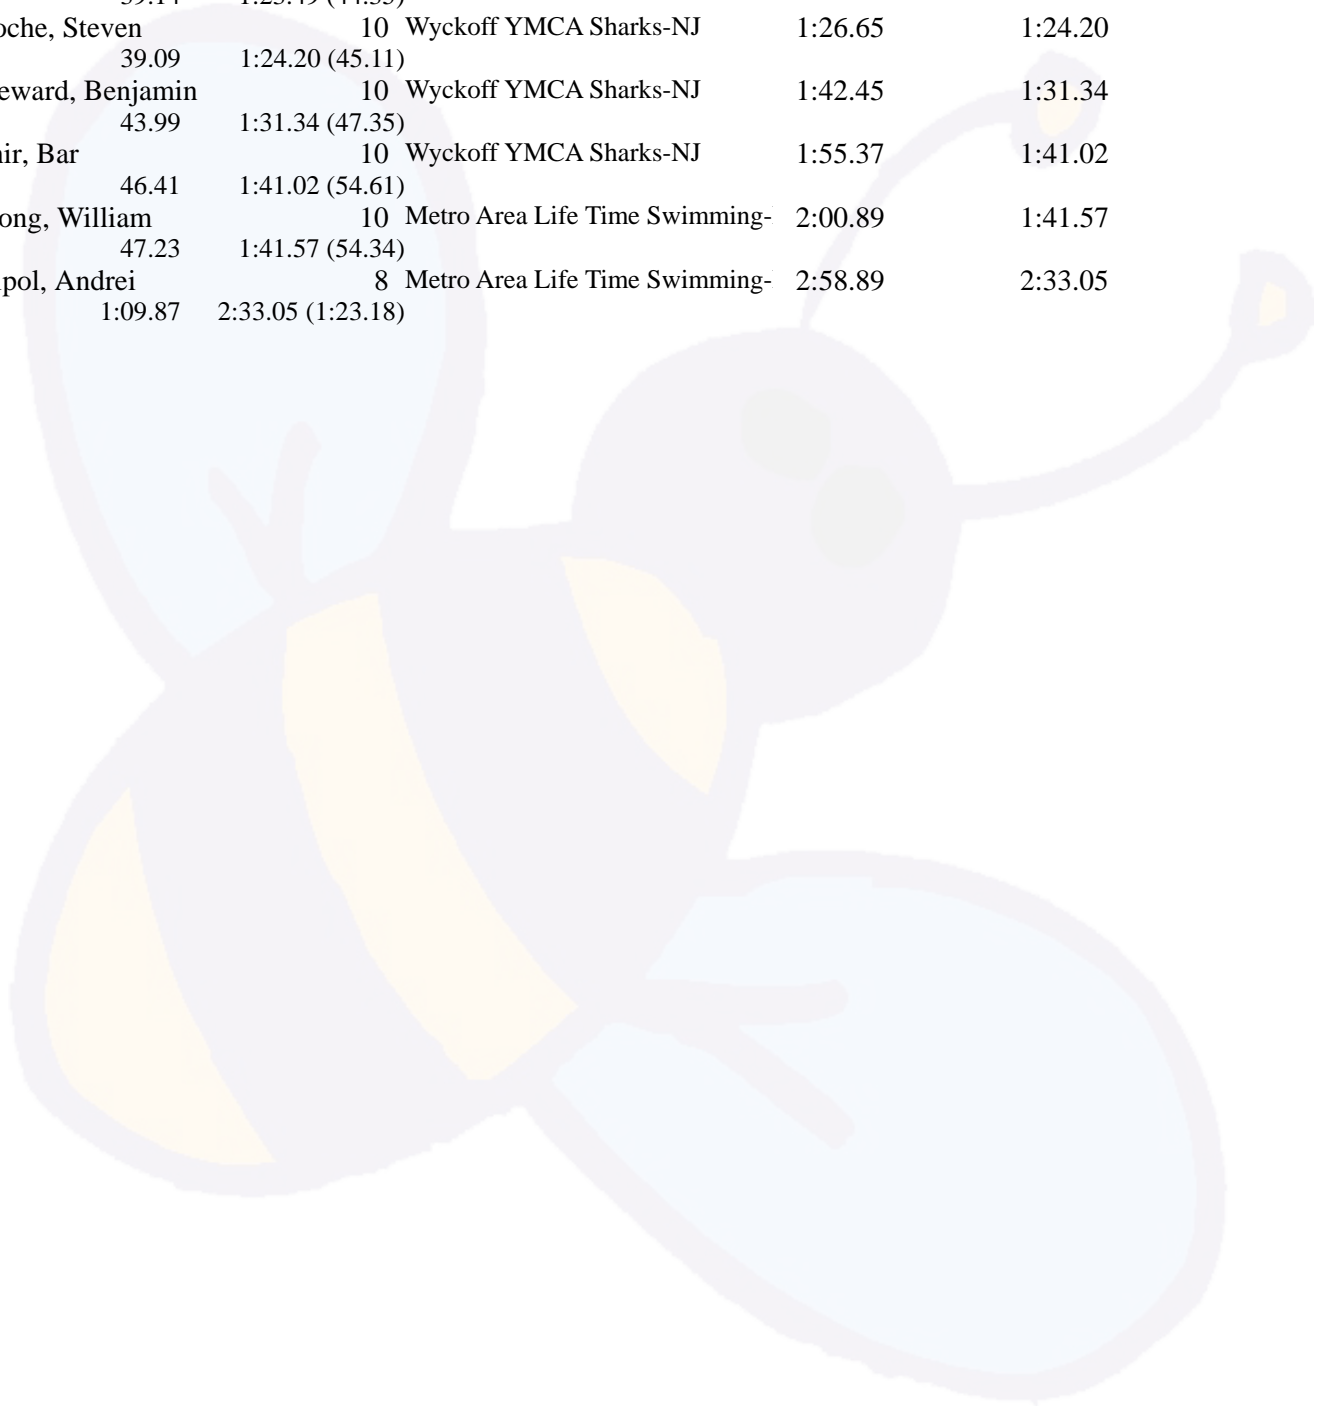 oche, Steven 10 Wyckoff YMCA Sharks-NJ 1:26.65 1:24.20
39.09 1:24.20 (45.11)
eward, Benjamin 10 Wyckoff YMCA Sharks-NJ 1:42.45 1:31.34
43.99 1:31.34 (47.35)
ir, Bar 10 Wyckoff YMCA Sharks-NJ 1:55.37 1:41.02
46.41 1:41.02 (54.61)
ong, William 10 Metro Area Life Time Swimming- 2:00.89 1:41.57
47.23 1:41.57 (54.34)
pol, Andrei 8 Metro Area Life Time Swimming- 2:58.89 2:33.05
1:09.87 2:33.05 (1:23.18)